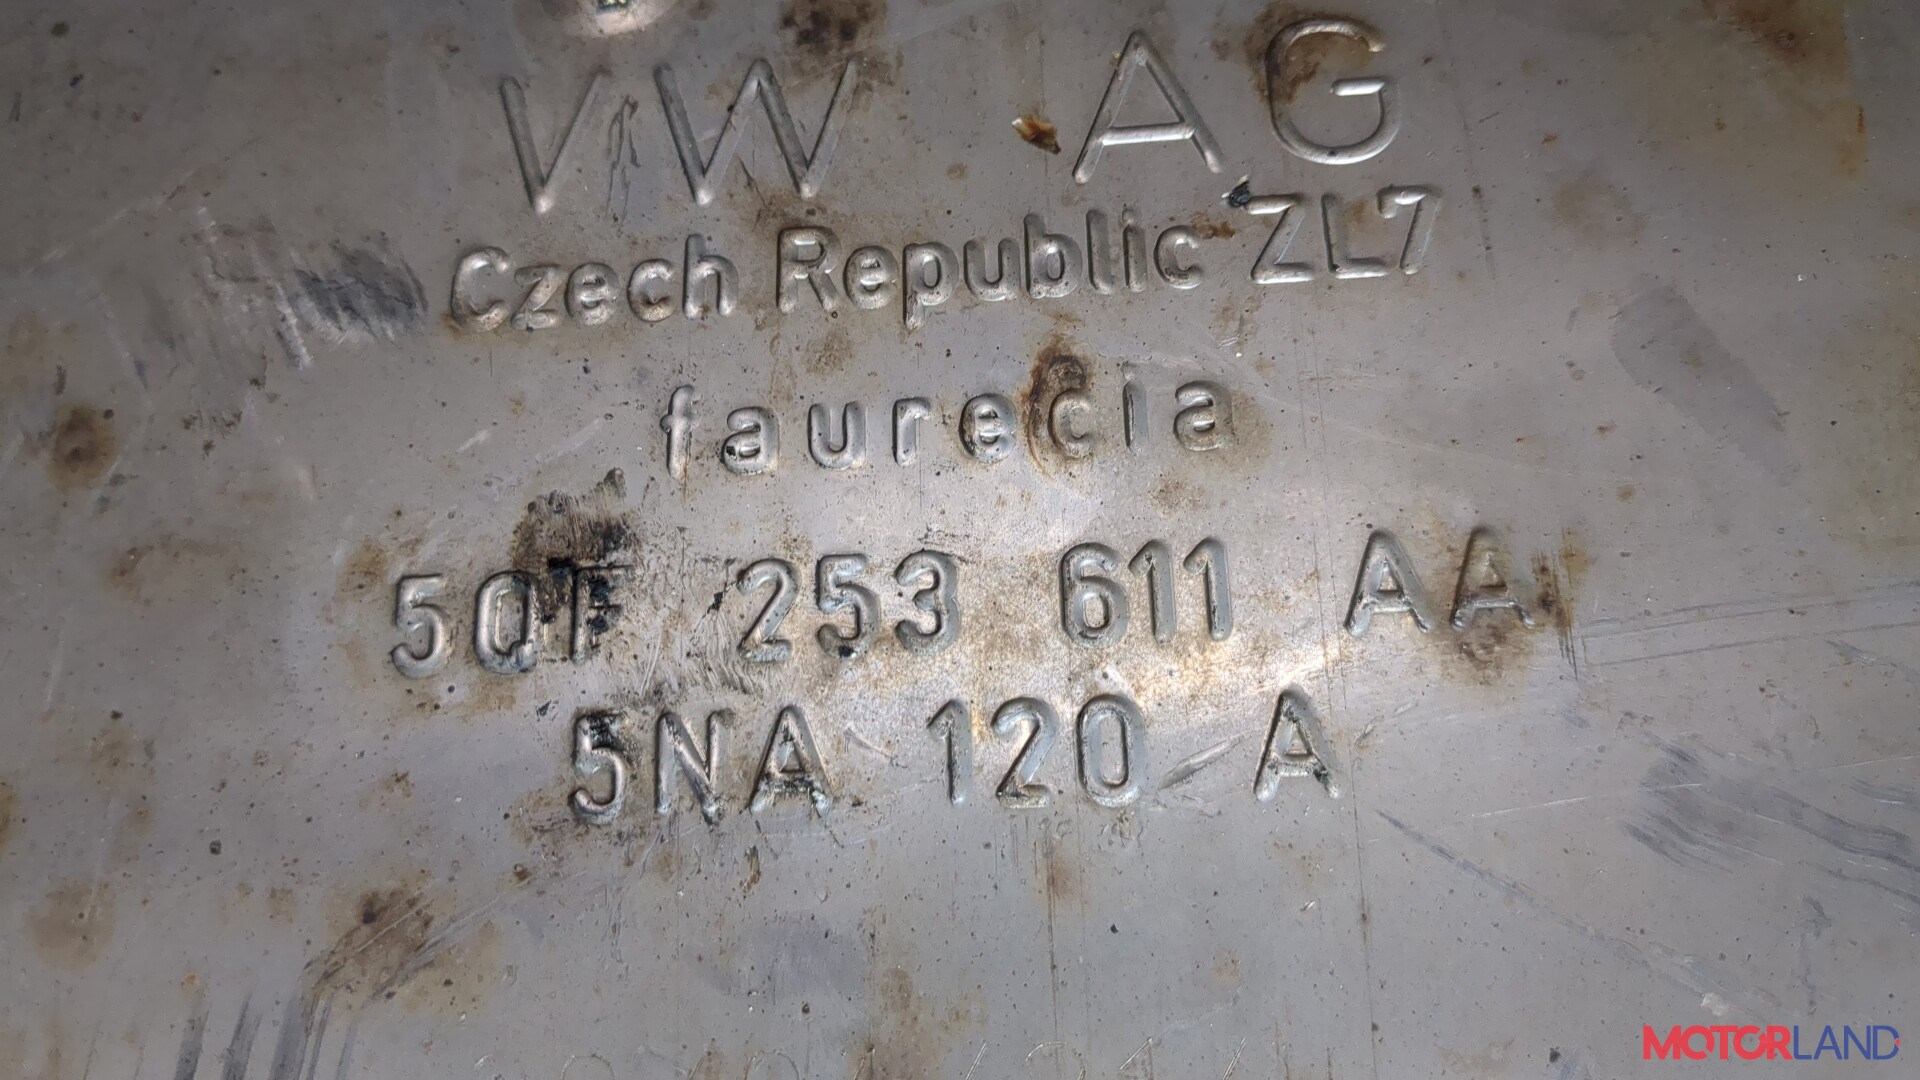 VW AG
Czech Republic ZL7
faurecia
5QF 253 611 AA
5NA 120 A
MOTORLAND